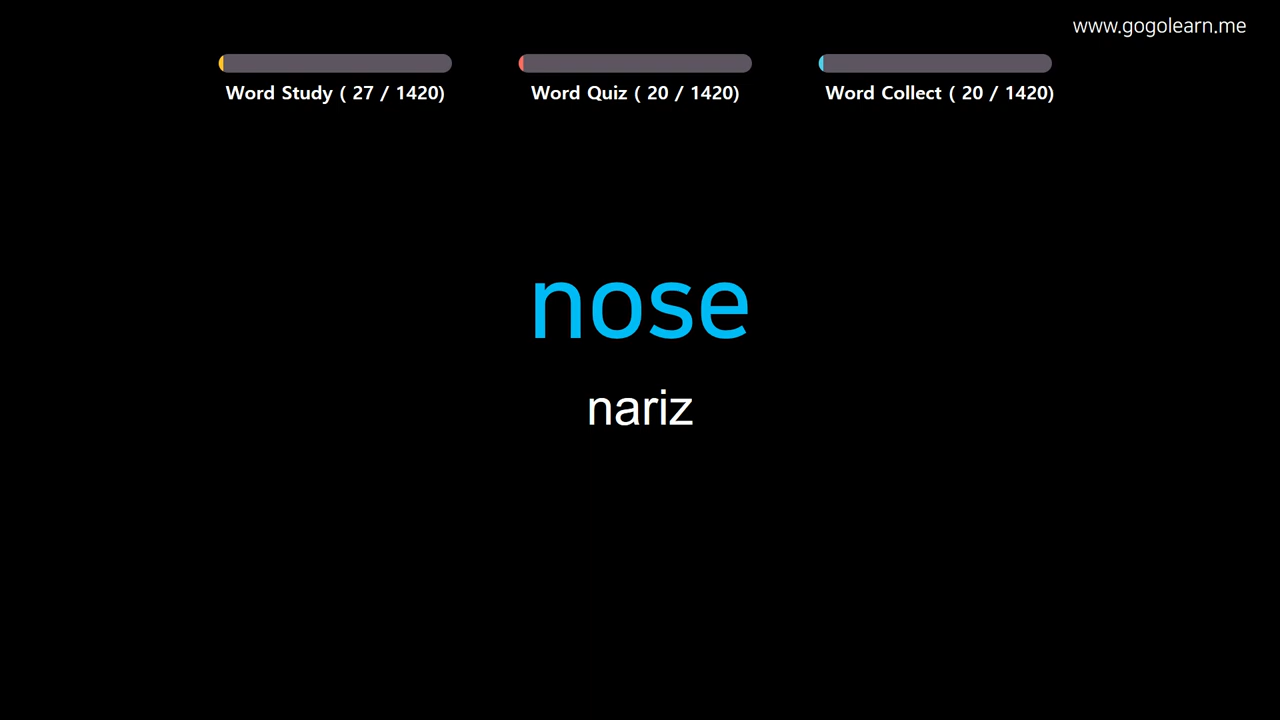 www.gogolearn.me
Word Study ( 27 / 1420)
Word Quiz ( 20 / 1420)
Word Collect ( 20 / 1420)
nose
nariz